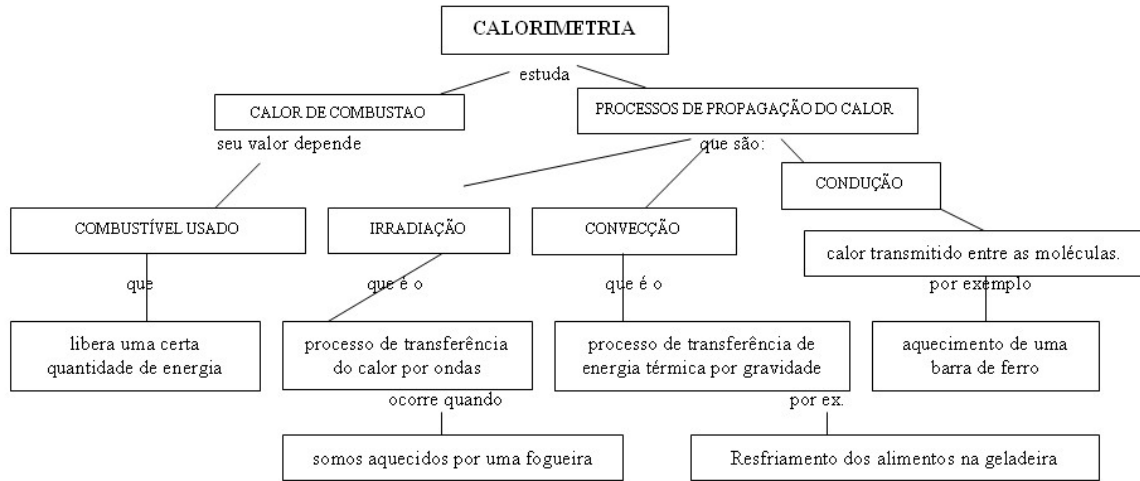 CALORIMETRIA
estuda
CALOR DE COMBUSTAO
PROCESSOS DE PROPAGAÇÃO DO CALOR
seu valor depende
que são:
CONDUÇÃO
COMBUSTÍVEL USADO
IRRADIAÇÃO
CONVECÇÃO
calor transmitido entre as moléculas.
que
que é o
que é o
por exemplo
libera uma certa
quantidade de energia
processo de transferência
do calor por ondas
processo de transferência de
energia térmica por gravidade
aquecimento de uma
barra de ferro
ocorre quando
por ex.
somos aquecidos por uma fogueira
Resfriamento dos alimentos na geladeira